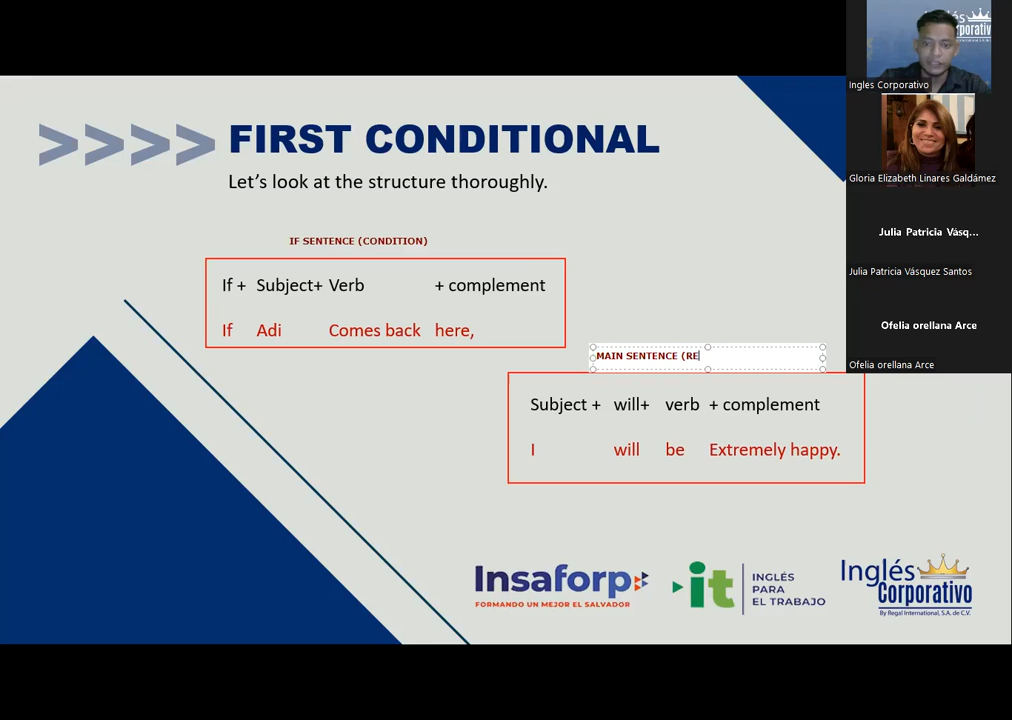 >>>> FIRST CONDITIONAL
Let's look at the structure thoroughly.
IF SENTENCE (CONDITION)
If + Subject+ Verb + complement
If Adi Comes back here,
MAIN SENTENCE (RE
Subject + will+ verb + complement
I will be Extremely happy.
Insaforp
FORMANDO UN MEJOR EL SALVADOR
it
INGLÉS
PARA
EL TRABAJO
Inglés
Corporativo
By Regal International, S.A. de C.V.
Ingles Corporativo
Gloria Elizabeth Linares Galdámez
Julia Patricia Vásq...
Julia Patricia Vásquez Santos
Ofelia orellana Arce
Ofelia orellana Arce